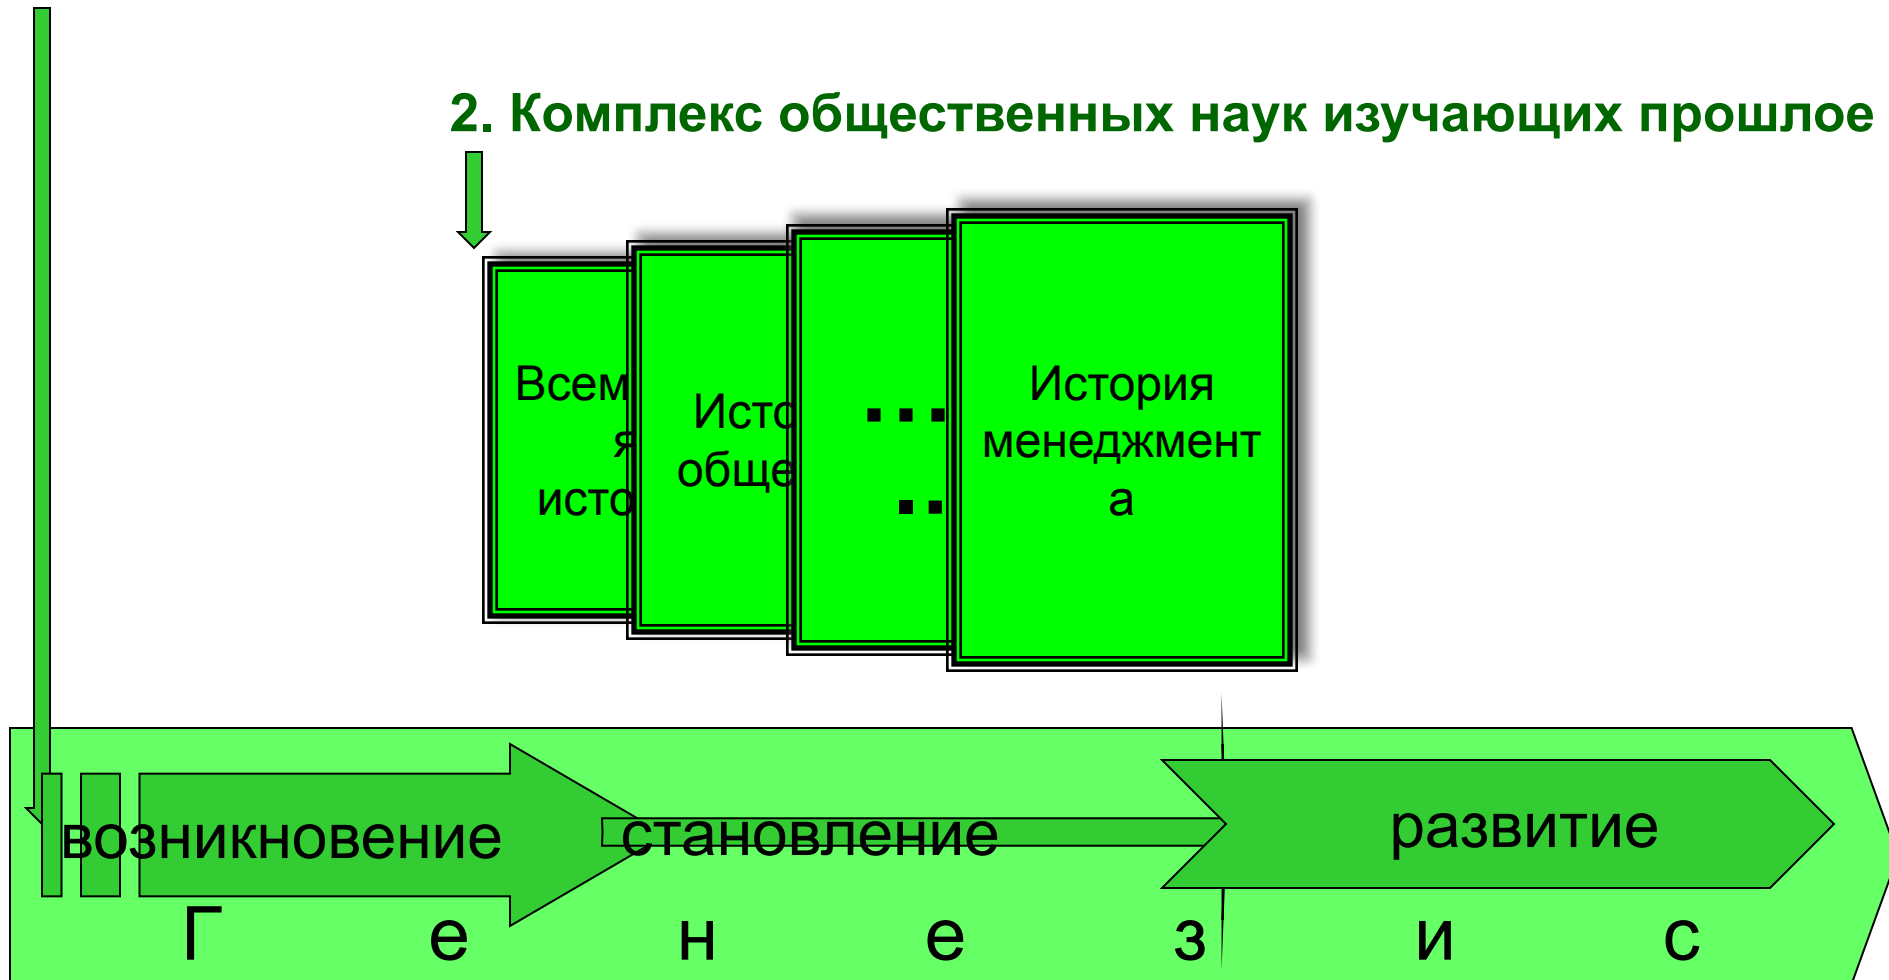 2. Комплекс общественных наук изучающих прошлое
Всем
я
исто
Исто
обще
...
..
История
менеджмент
а
возникновение
становление
развитие
Г е н е з и с